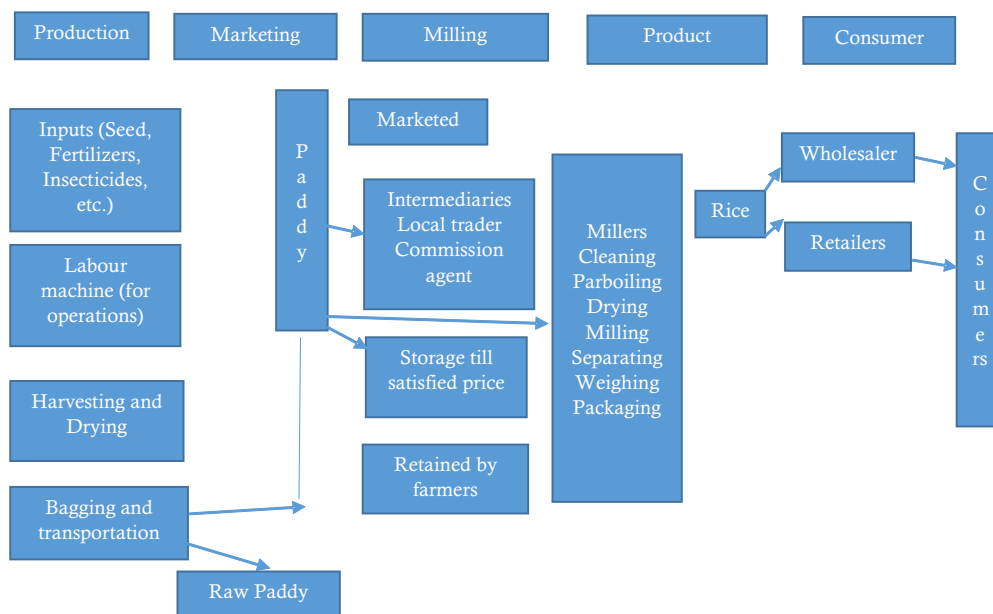 Production
Marketing
Milling
Product
Consumer
Inputs (Seed,
Fertilizers,
Insecticides,
etc.)
Labour
machine (for
operations)
Harvesting and
Drying
Bagging and
transportation
Raw Paddy
P
a
d
d
y
Marketed
Intermediaries
Local trader
Commission
agent
Storage till
satisfied price
Retained by
farmers
Millers
Cleaning
Parboiling
Drying
Milling
Separating
Weighing
Packaging
Rice
Wholesaler
Retailers
C
o
n
s
u
m
e
rs